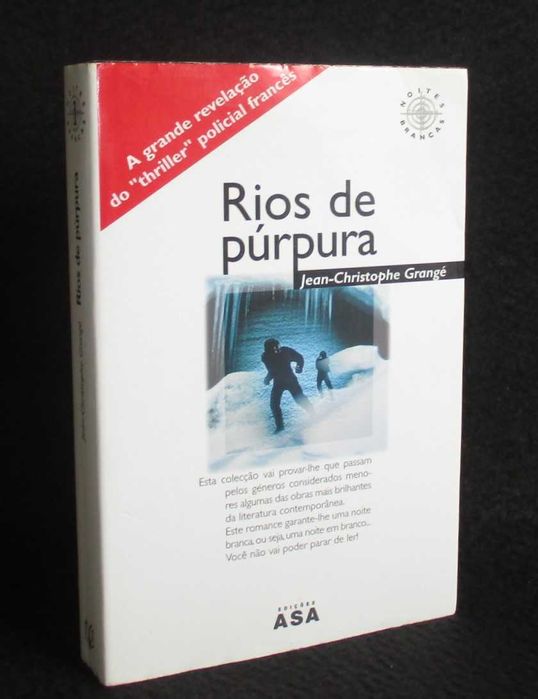 A grande revelação
do "thriller" policial francês
NOITES
BRANCAS
Rios de
púrpura
Jean-Christophe Grangé
Esta colecção vai provar-lhe que passam
pelos géneros considerados meno-
res algumas das obras mais brilhantes
da literatura contemporânea.
Este romance garante-lhe uma noite
branca, ou seja, uma noite em branco...
Você não vai poder parar de ler!
EDIÇÕES
ASA
Rios de púrpura
Jean-Christophe Grangé